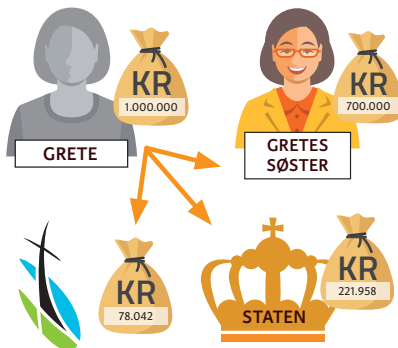 KR
1.000.000
GRETE
KR
700.000
GRETES
SØSTER
KR
78.042
STATEN
KR
221.958